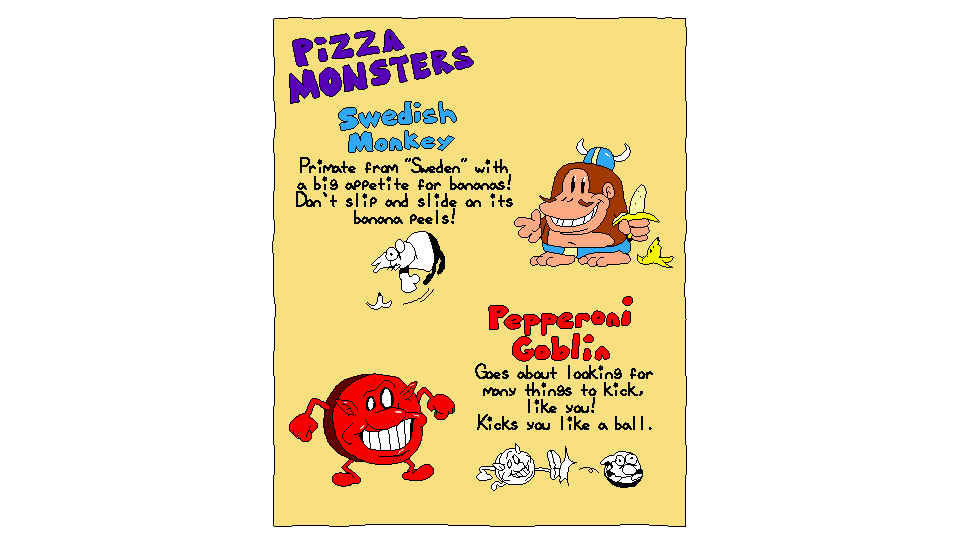 PiZZA
MONSTERS
Swedish
Monkey
Primate from "Sweden" with
a big appetite for bananas!
Don't slip and slide on its
banana peels!
Pepperoni
Goblin
Goes about looking for
many things to kick,
like you!
Kicks you like a ball.